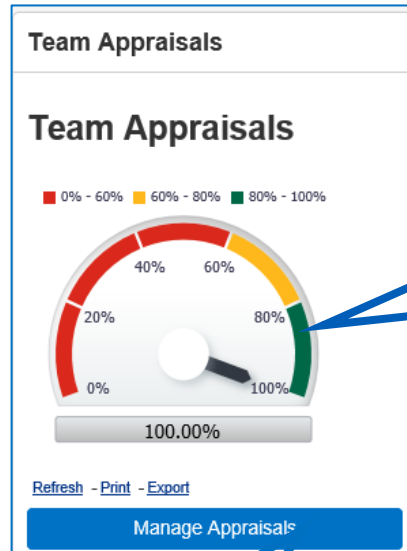 Team Appraisals
Team Appraisals
0% - 60% 60% - 80% 80% - 100%
40% 60%
20% 80%
0% 100%
100.00%
Refresh - Print - Export
Manage Appraisals